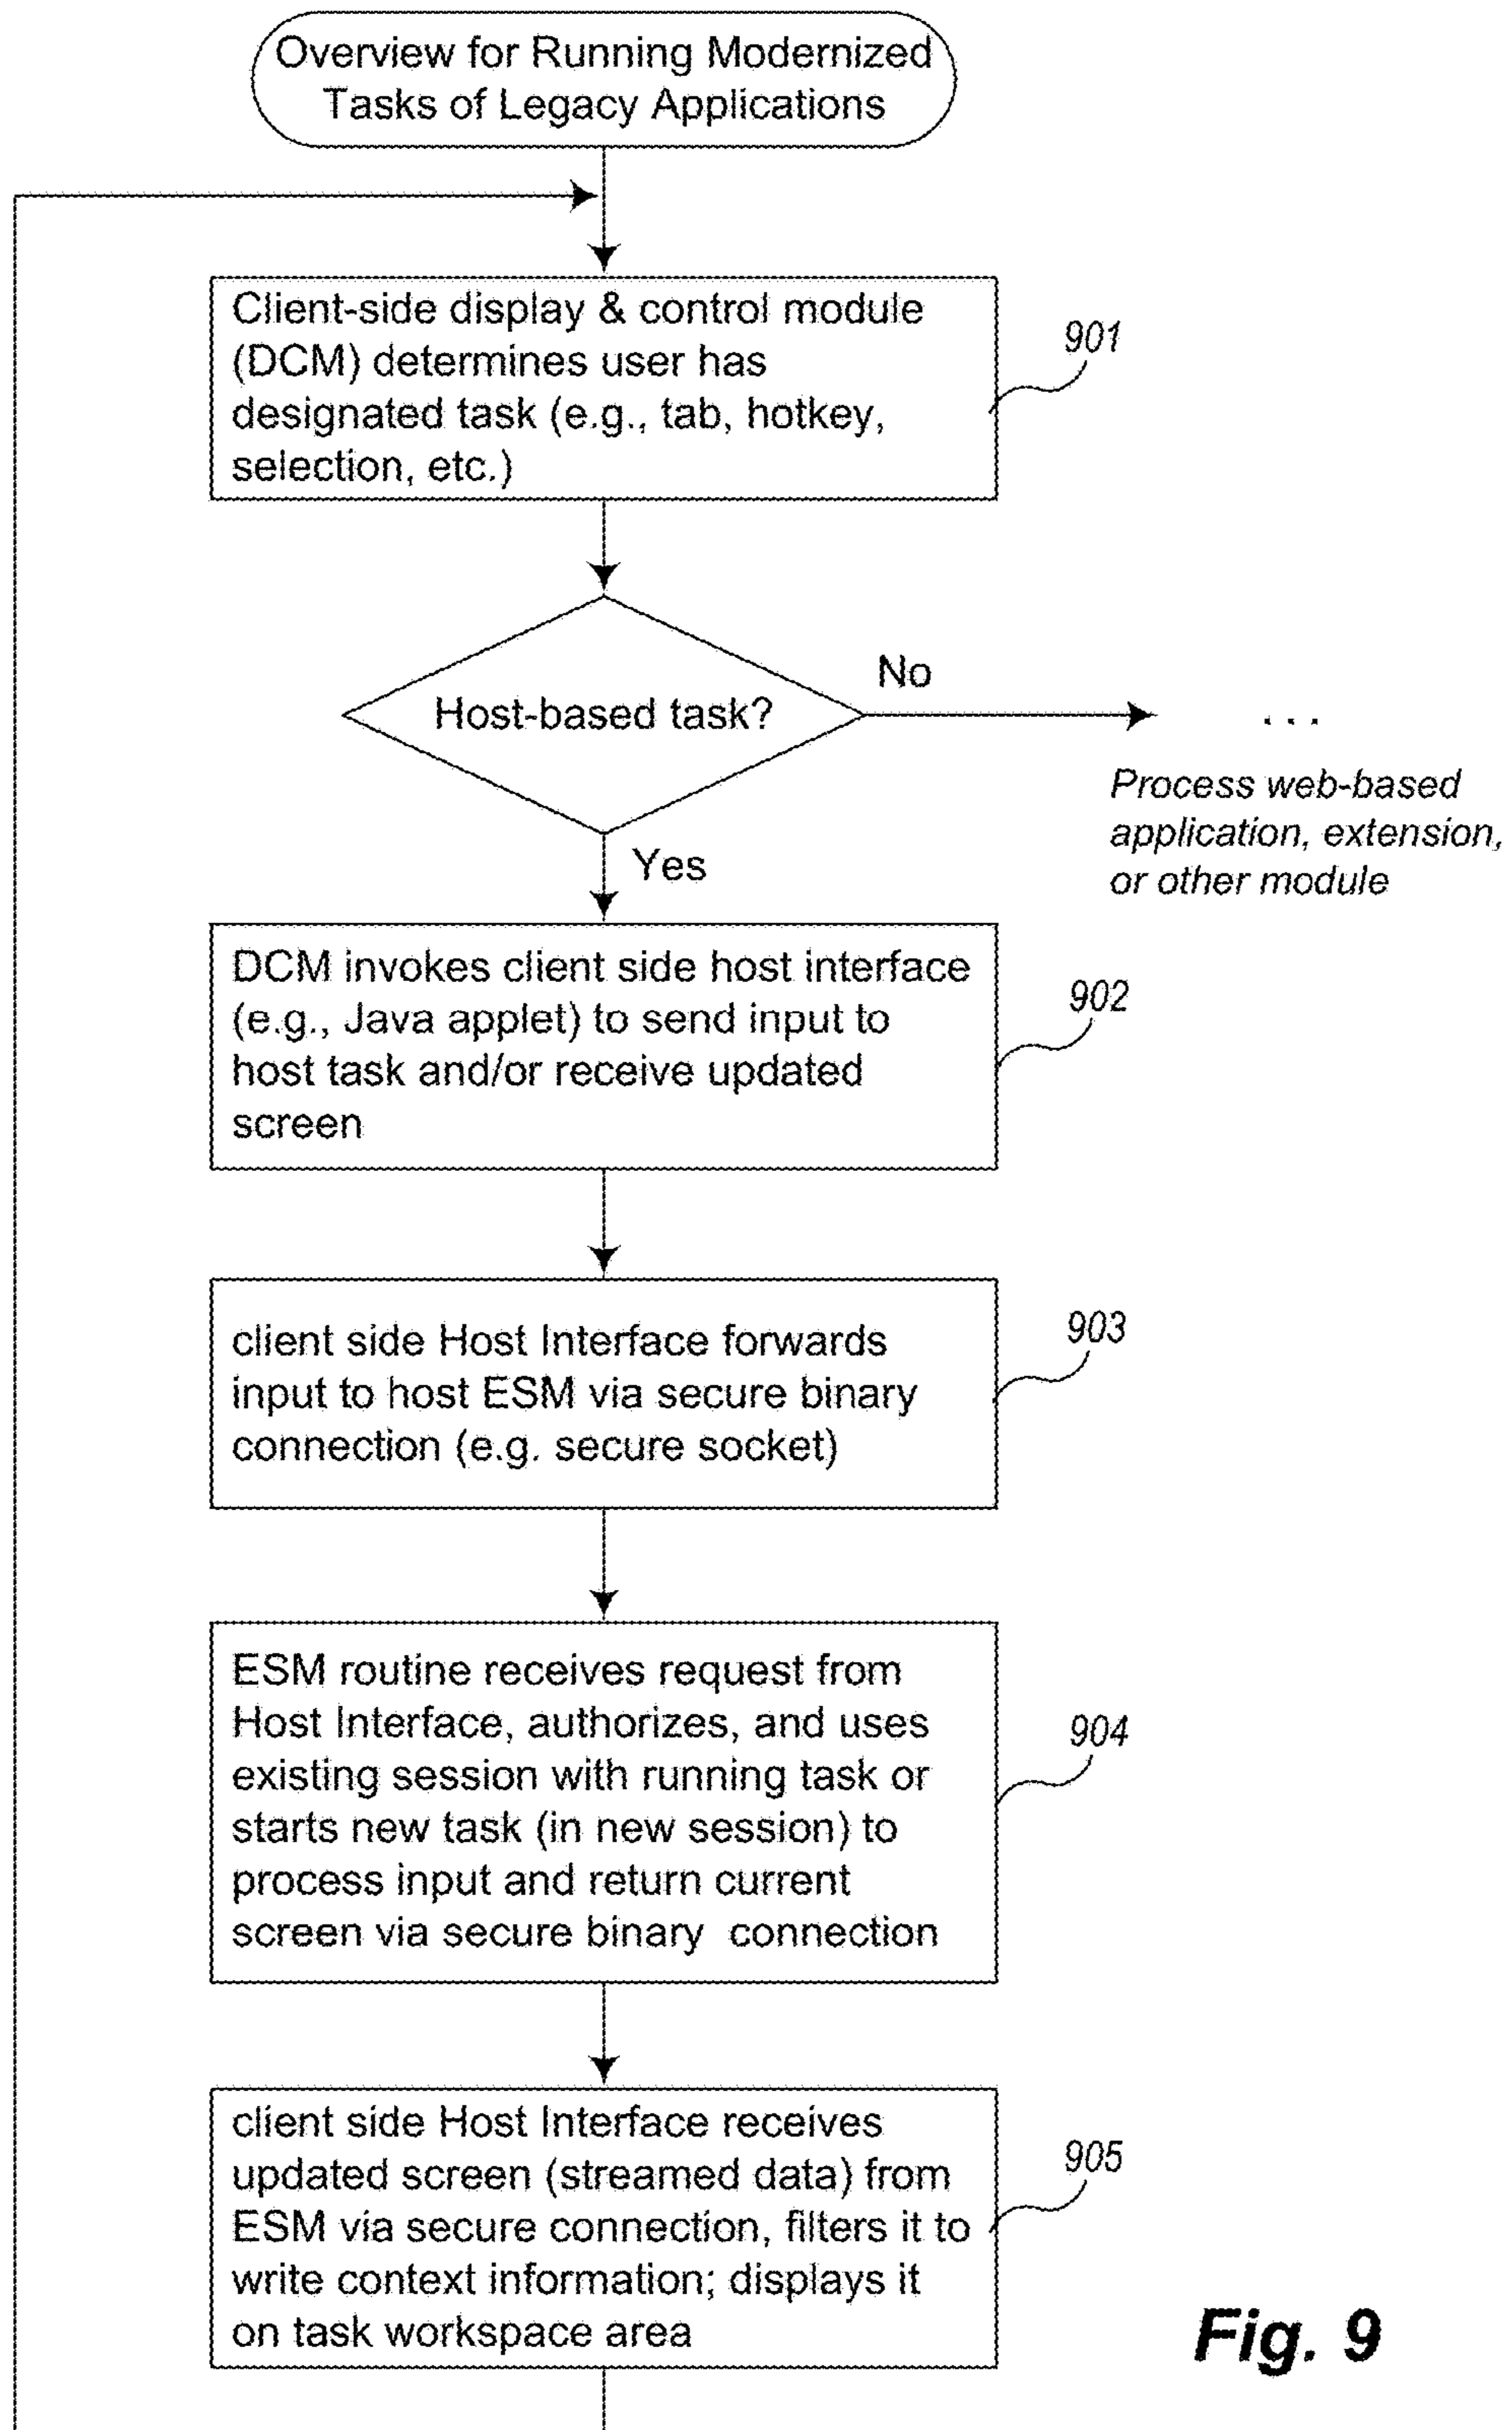 Overview for Running Modernized
Tasks of Legacy Applications
Client-side display & control module
(DCM) determines user has
designated task (e.g., tab, hotkey,
selection, etc.)
901
Host-based task?
No
. . .
Process web-based
application, extension,
or other module
Yes
DCM invokes client side host interface
(e.g., Java applet) to send input to
host task and/or receive updated
screen
902
client side Host Interface forwards
input to host ESM via secure binary
connection (e.g. secure socket)
903
ESM routine receives request from
Host Interface, authorizes, and uses
existing session with running task or
starts new task (in new session) to
process input and return current
screen via secure binary connection
904
client side Host Interface receives
updated screen (streamed data) from
ESM via secure connection, filters it to
write context information; displays it
on task workspace area
905
Fig. 9